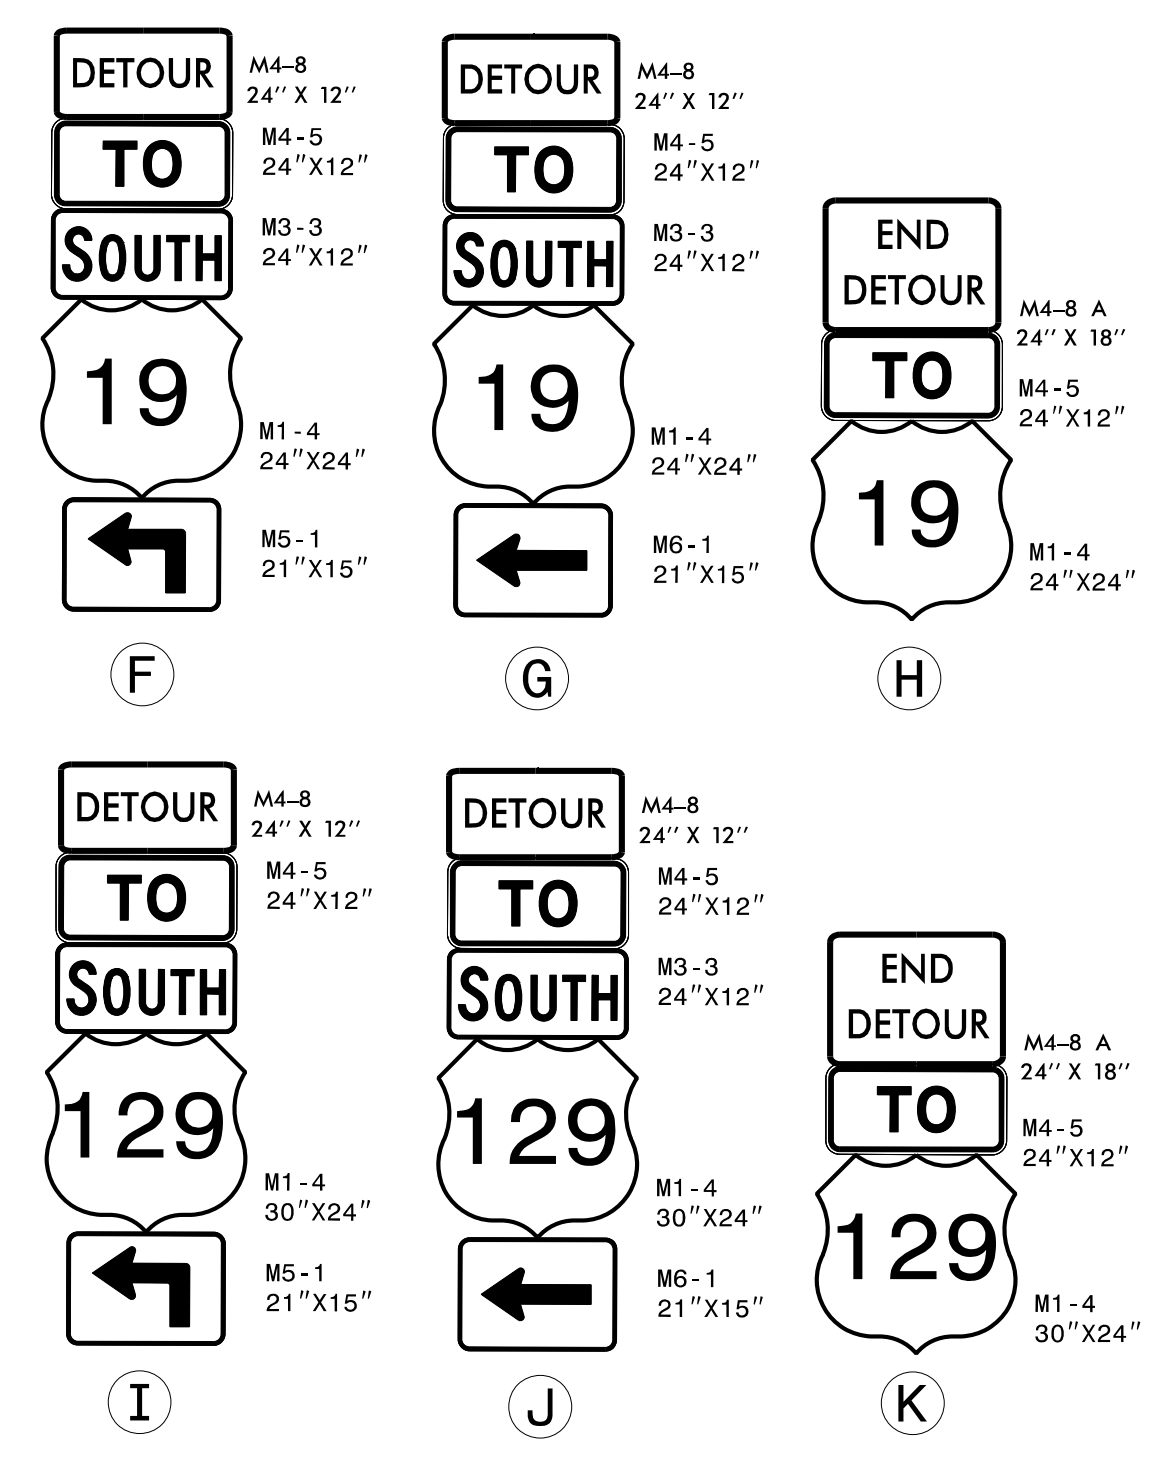 DETOUR
M4–8
24″ X 12″
TO
M4-5
24"X12"
SOUTH
M3-3
24"X12"
19
M1-4
24"X24"
M5-1
21"X15"
F
DETOUR
M4–8
24″ X 12″
TO
M4-5
24"X12"
SOUTH
M3-3
24"X12"
19
M1-4
24"X24"
M6-1
21"X15"
G
END
DETOUR
M4–8 A
24″ X 18″
TO
M4-5
24"X12"
19
M1-4
24"X24"
H
DETOUR
M4–8
24″ X 12″
TO
M4-5
24"X12"
SOUTH
129
M1-4
30"X24"
M5-1
21"X15"
I
DETOUR
M4–8
24″ X 12″
TO
M4-5
24"X12"
SOUTH
M3-3
24"X12"
129
M1-4
30"X24"
M6-1
21"X15"
J
END
DETOUR
M4–8 A
24″ X 18″
TO
M4-5
24"X12"
129
M1-4
30"X24"
K